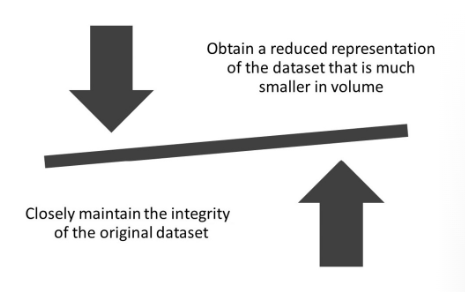 Obtain a reduced representation
of the dataset that is much
smaller in volume
Closely maintain the integrity
of the original dataset